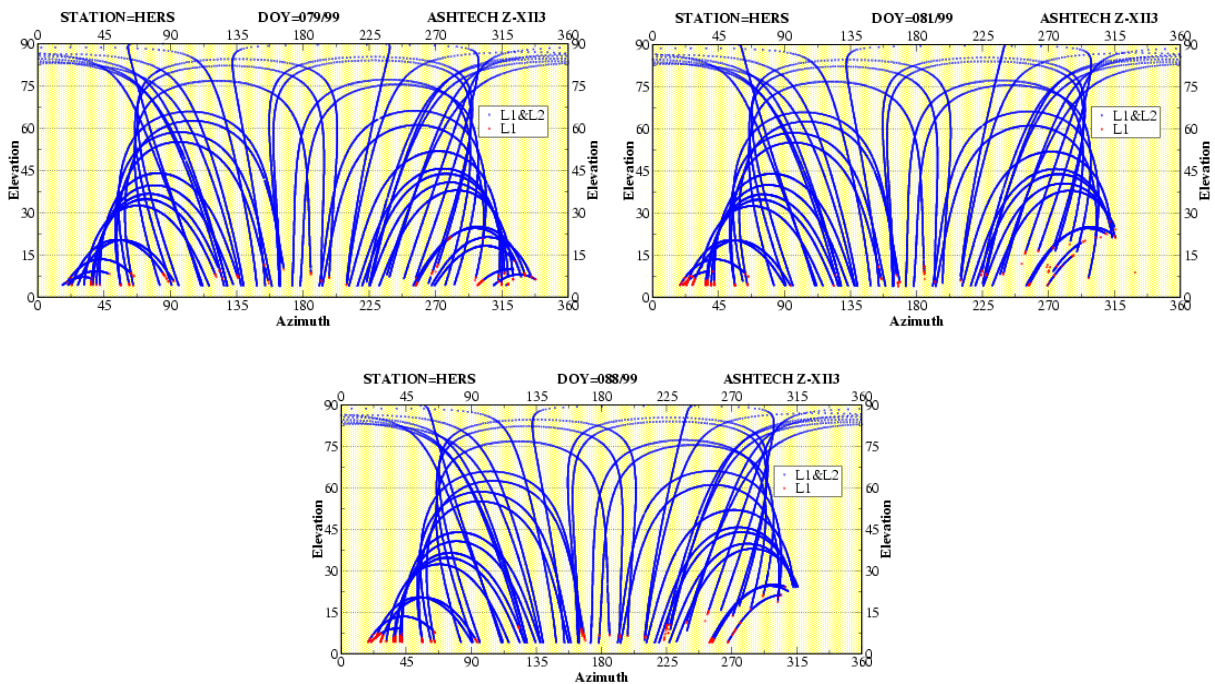 STATION=HERS DOY=079/99 ASHTECH Z-XII3
0 45 90 135 180 225 270 315 360
90 90
75 75
60 60
45 45
30 30
15 15
0 0
Elevation
Elevation
L1&L2
L1
0 45 90 135 180 225 270 315 360
Azimuth
STATION=HERS DOY=081/99 ASHTECH Z-XII3
0 45 90 135 180 225 270 315 360
90 90
75 75
60 60
45 45
30 30
15 15
0 0
Elevation
Elevation
L1&L2
L1
0 45 90 135 180 225 270 315 360
Azimuth
STATION=HERS DOY=088/99 ASHTECH Z-XII3
0 45 90 135 180 225 270 315 360
90 90
75 75
60 60
45 45
30 30
15 15
0 0
Elevation
Elevation
L1&L2
L1
0 45 90 135 180 225 270 315 360
Azimuth